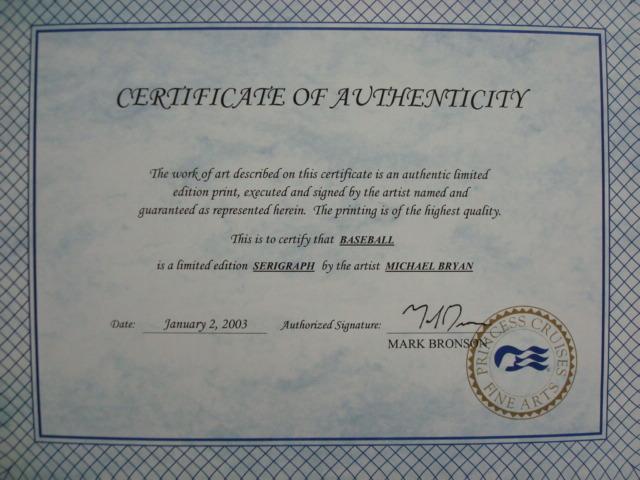 CERTIFICATE OF AUTHENTICITY
The work of art described on this certificate is an authentic limited
edition print, executed and signed by the artist named and
guaranteed as represented herein. The printing is of the highest quality.
This is to certify that BASEBALL
is a limited edition SERIGRAPH by the artist MICHAEL BRYAN
Date: January 2, 2003 Authorized Signature:
MARK BRONSON
PRINCESS CRUISES
FINE ARTS